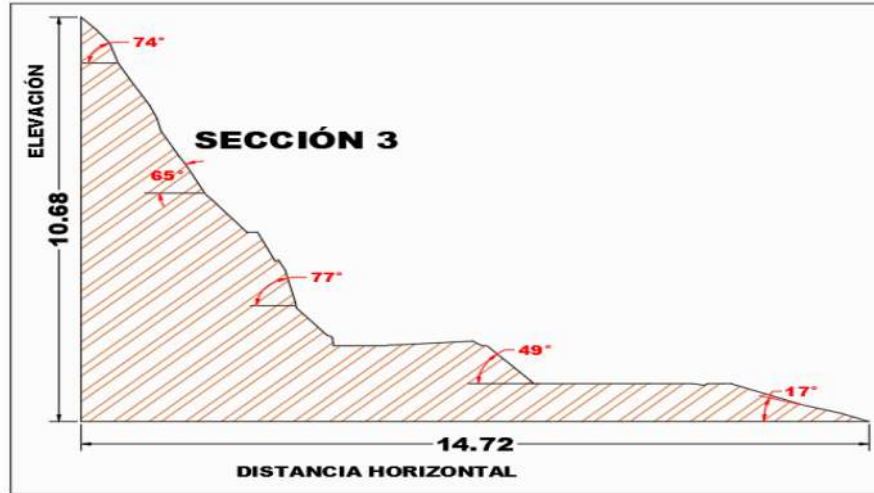 74°
ELEVACIÓN
SECCIÓN 3
65°
10.68
77°
49°
17°
14.72
DISTANCIA HORIZONTAL